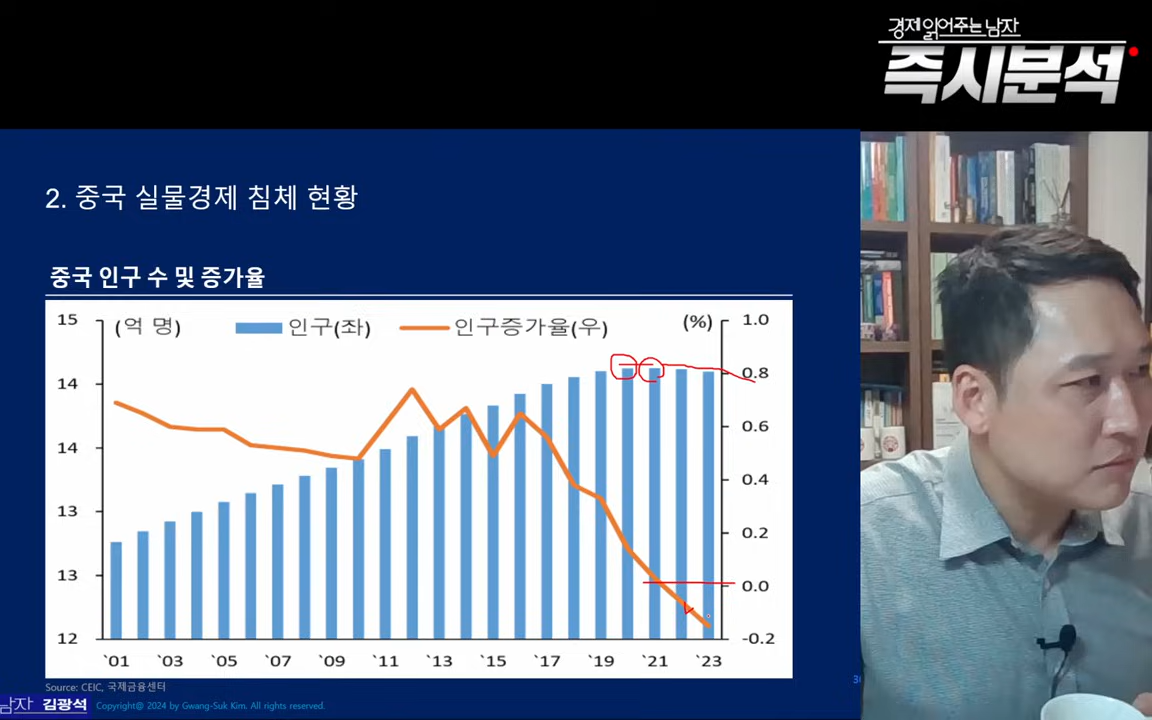 경제 읽어주는 남자
즉시분석
2. 중국 실물경제 침체 현황
중국 인구 수 및 증가율
(억 명) 인구(좌) 인구증가율(우) (%)
15 1.0
14 0.8
14 0.6
0.4
13 0.2
13 0.0
12 -0.2
`01 `03 `05 `07 `09 `11 `13 `15 `17 `19 `21 `23
Source: CEIC, 국제금융센터
남자 김광석 Copyright@ 2024 by Gwang-Suk Kim. All rights reserved.